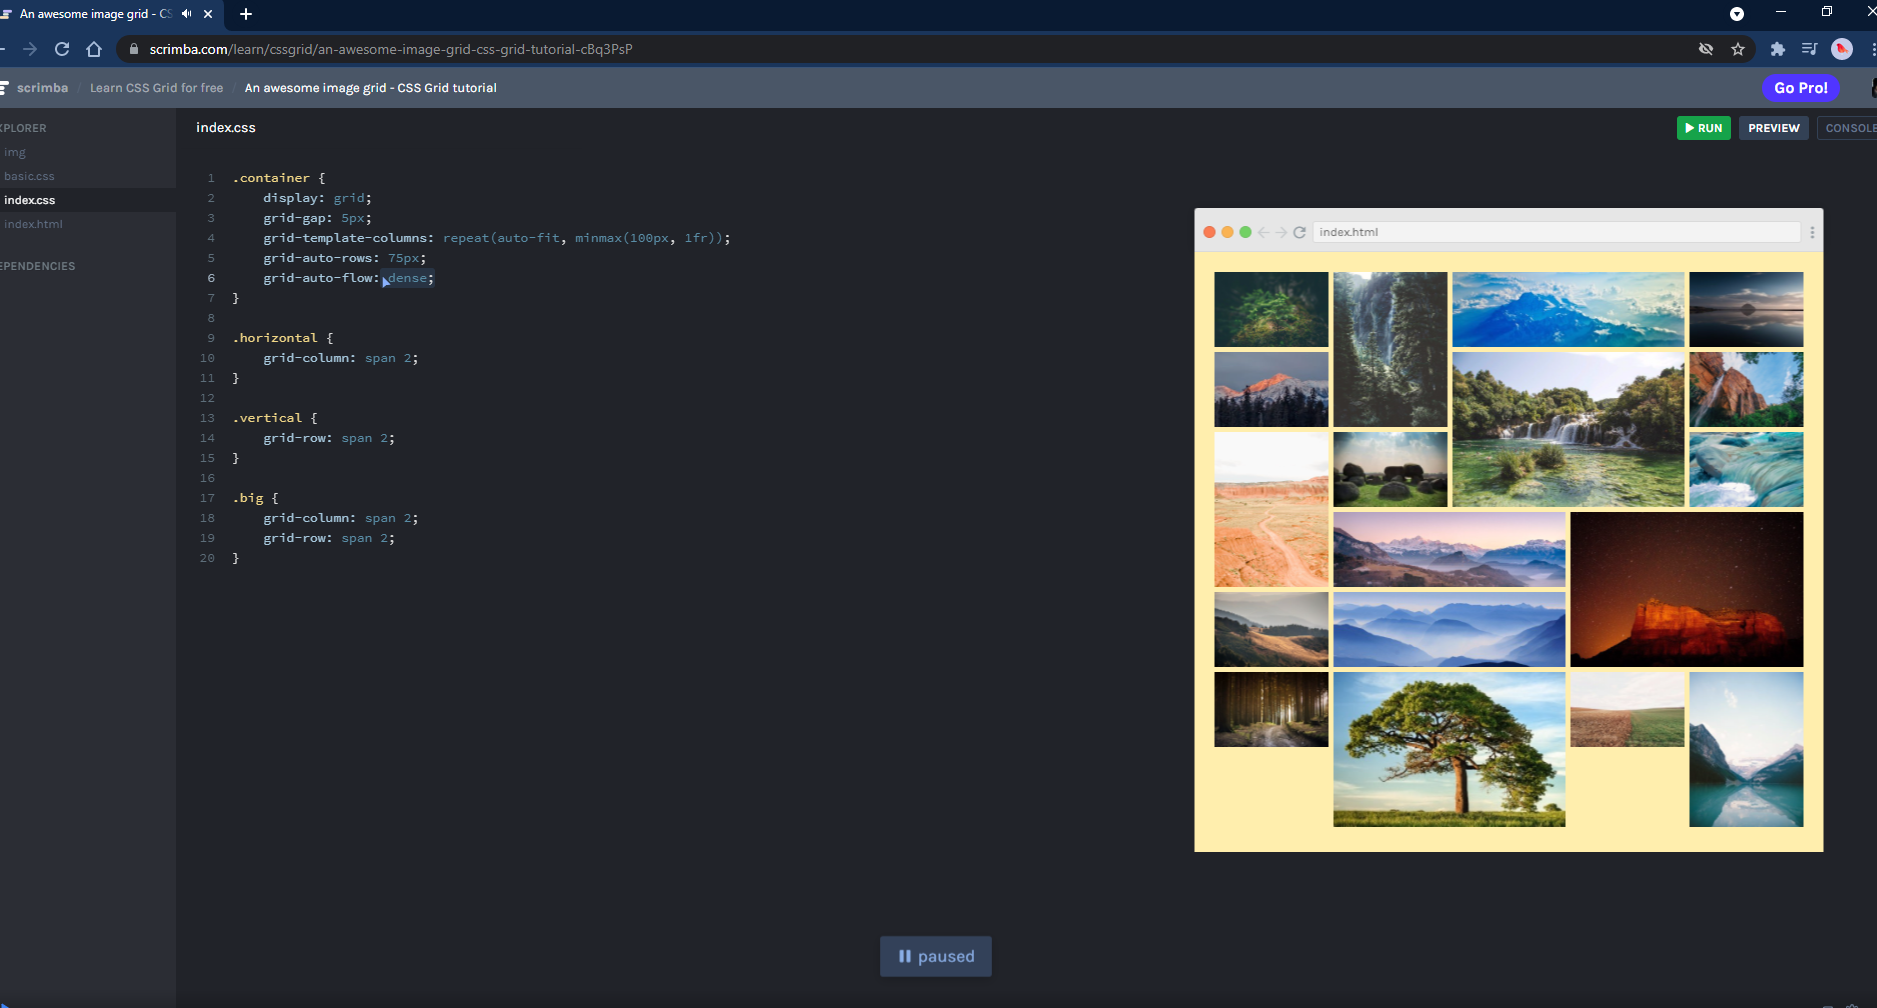 An awesome image grid - CS
scrimba.com/learn/cssgrid/an-awesome-image-grid-css-grid-tutorial-cBq3PsP
scrimba / Learn CSS Grid for free / An awesome image grid - CSS Grid tutorial
Go Pro!
XPLORER
img
basic.css
index.css
index.html
EPENDENCIES
index.css
RUN
PREVIEW
CONSOLE
1 .container {
2 display: grid;
3 grid-gap: 5px;
4 grid-template-columns: repeat(auto-fit, minmax(100px, 1fr));
5 grid-auto-rows: 75px;
6 grid-auto-flow: dense;
7 }
8
9 .horizontal {
10 grid-column: span 2;
11 }
12
13 .vertical {
14 grid-row: span 2;
15 }
16
17 .big {
18 grid-column: span 2;
19 grid-row: span 2;
20 }
index.html
paused